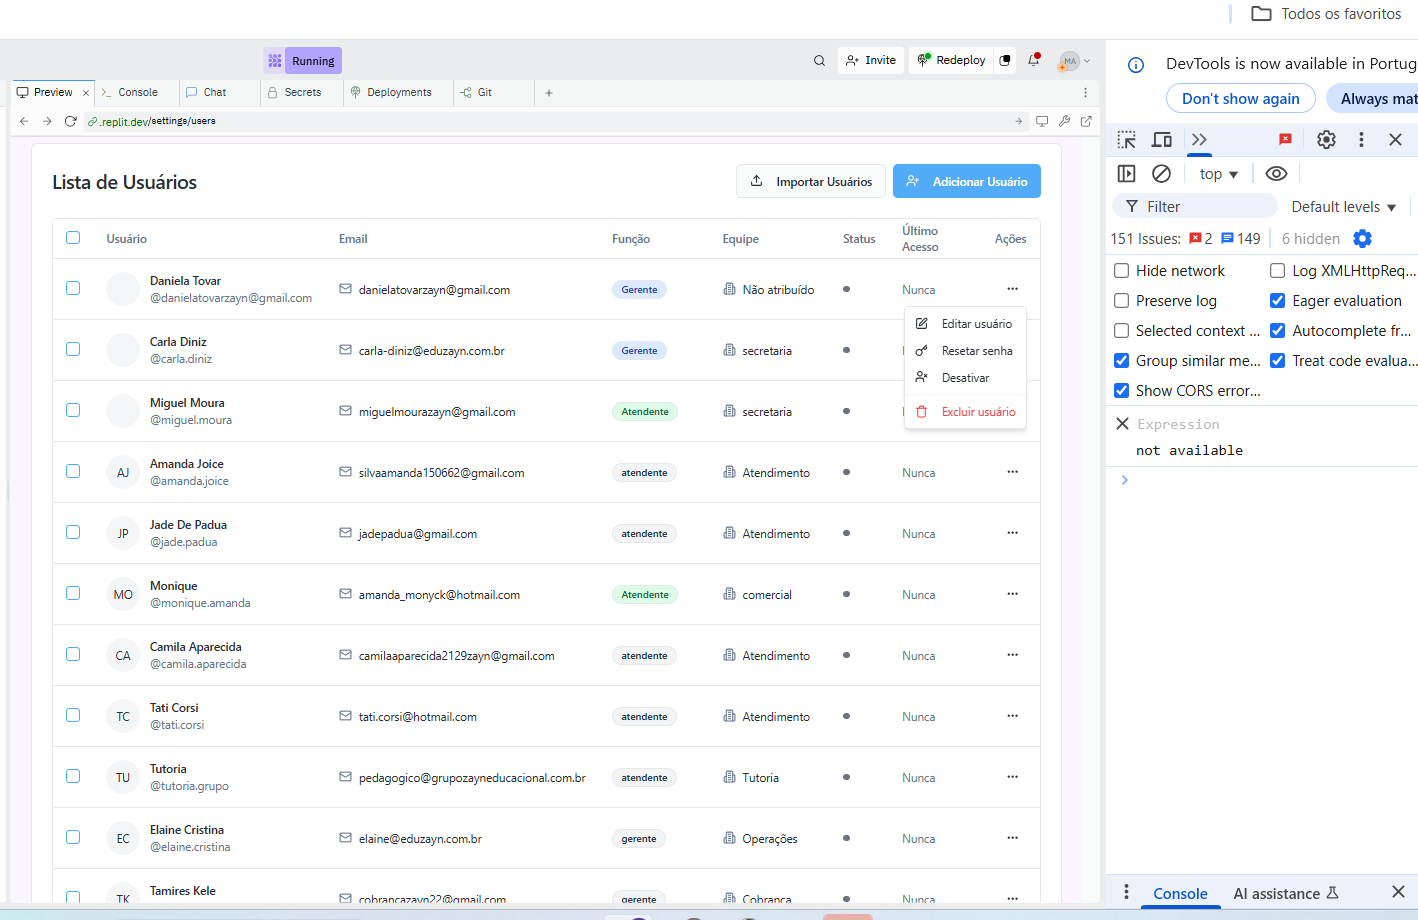 Todos os favoritos
Running
Invite
Redeploy
MA
Preview
Console
Chat
Secrets
Deployments
Git
.replit.dev/settings/users
Lista de Usuários
Importar Usuários
Adicionar Usuário
Usuário Email Função Equipe Status Último Acesso Ações
Daniela Tovar
@danielatovarzayn@gmail.com
danielatovarzayn@gmail.com
Gerente
Não atribuído
Nunca
Editar usuário
Resetar senha
Desativar
Excluir usuário
Carla Diniz
@carla.diniz
carla-diniz@eduzayn.com.br
Gerente
secretaria
Miguel Moura
@miguel.moura
miguelmourazayn@gmail.com
Atendente
secretaria
AJ
Amanda Joice
@amanda.joice
silvaamanda150662@gmail.com
atendente
Atendimento
Nunca
JP
Jade De Padua
@jade.padua
jadepadua@gmail.com
atendente
Atendimento
Nunca
MO
Monique
@monique.amanda
amanda_monyck@hotmail.com
Atendente
comercial
Nunca
CA
Camila Aparecida
@camila.aparecida
camilaaparecida2129zayn@gmail.com
atendente
Atendimento
Nunca
TC
Tati Corsi
@tati.corsi
tati.corsi@hotmail.com
atendente
Atendimento
Nunca
TU
Tutoria
@tutoria.grupo
pedagogico@grupozayneducacional.com.br
atendente
Tutoria
Nunca
EC
Elaine Cristina
@elaine.cristina
elaine@eduzayn.com.br
gerente
Operações
Nunca
TK
Tamires Kele
cobrancazayn22@gmail.com
gerente
Cobrança
Nunca
DevTools is now available in Portug
Don't show again
Always mat
top
Filter
Default levels
151 Issues: 2 149
6 hidden
Hide network
Log XMLHttpReq...
Preserve log
Eager evaluation
Selected context ...
Autocomplete fr...
Group similar me...
Treat code evalua...
Show CORS error...
Expression
not available
Console
AI assistance